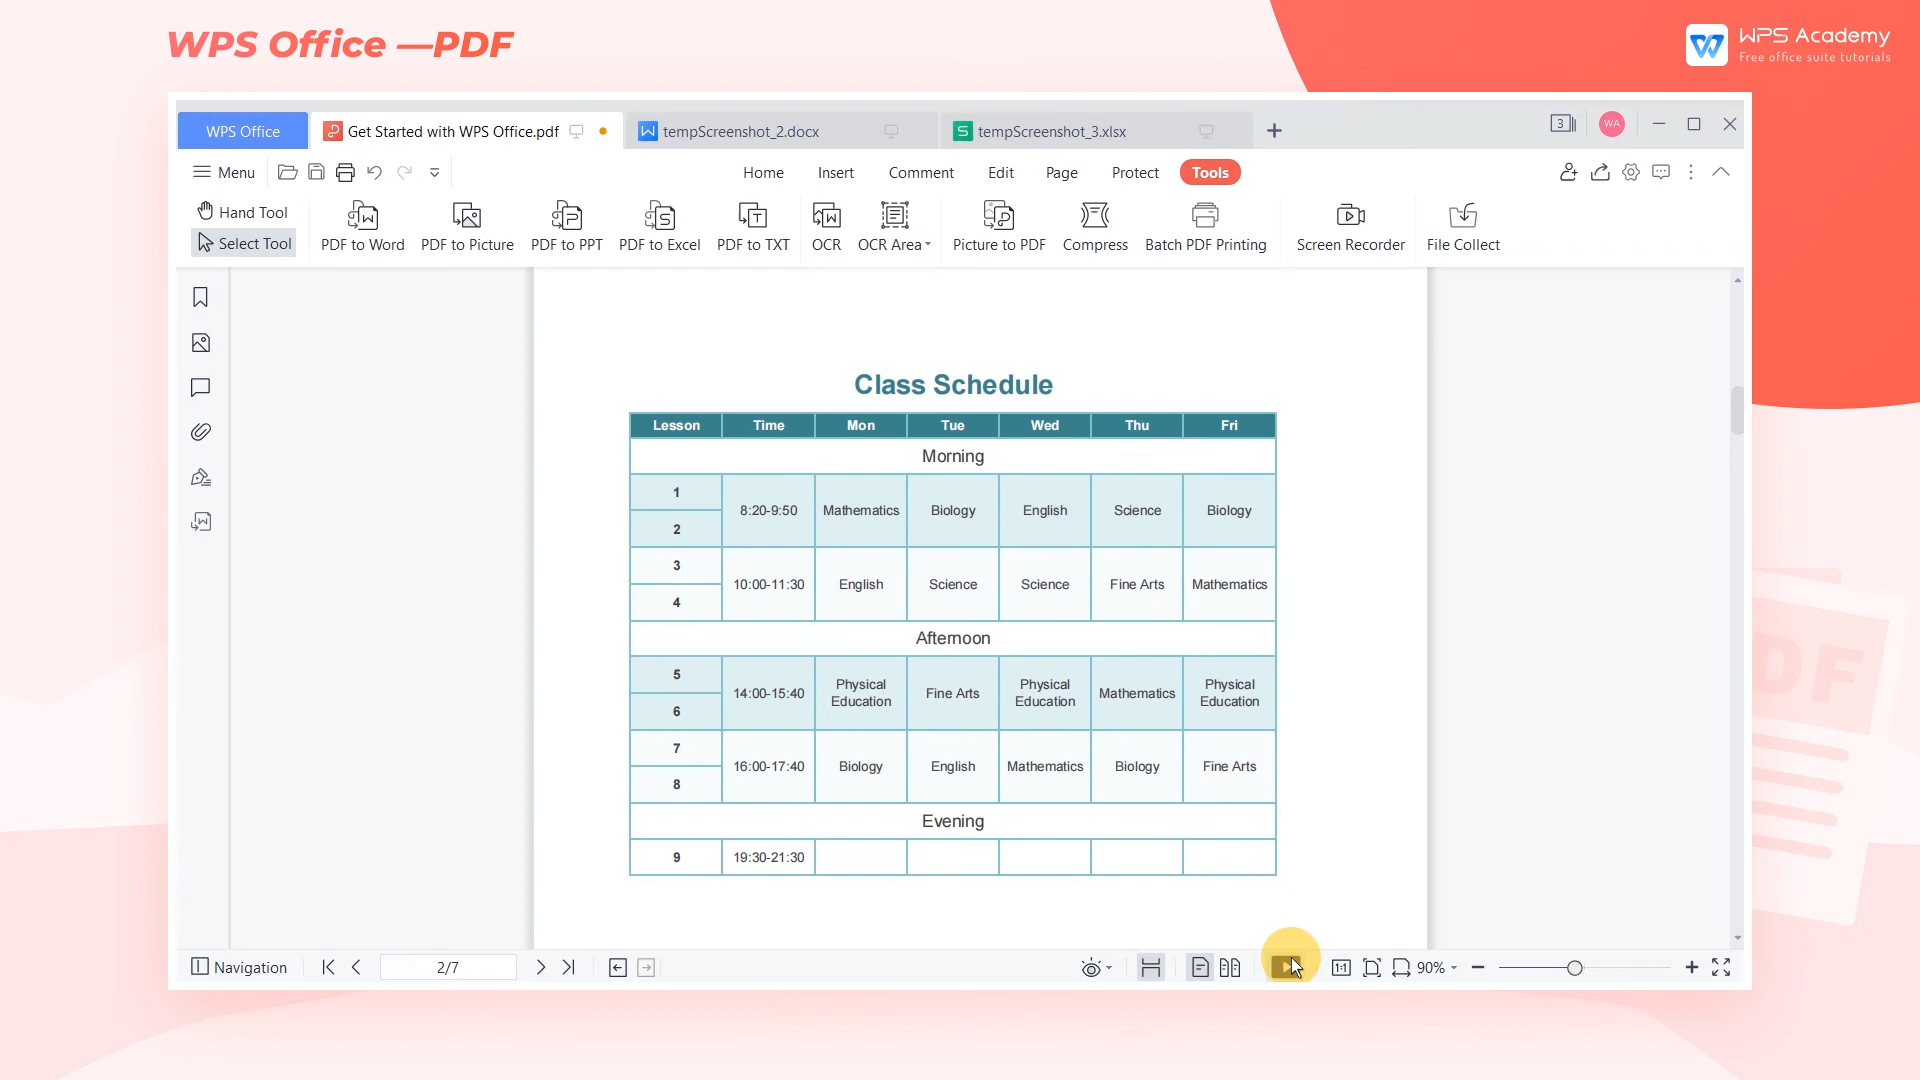 WPS Office —PDF
WPS Academy
Free office suite tutorials
WPS Office
Get Started with WPS Office.pdf
tempScreenshot_2.docx
tempScreenshot_3.xlsx
3
WA
Menu
Home
Insert
Comment
Edit
Page
Protect
Tools
Hand Tool
Select Tool
PDF to Word
PDF to Picture
PDF to PPT
PDF to Excel
PDF to TXT
OCR
OCR Area
Picture to PDF
Compress
Batch PDF Printing
Screen Recorder
File Collect
Class Schedule
Lesson Time Mon Tue Wed Thu Fri
Morning
1
2
8:20-9:50 Mathematics Biology English Science Biology
3
4
10:00-11:30 English Science Science Fine Arts Mathematics
Afternoon
5
6
14:00-15:40
Physical
Education
Fine Arts
Physical
Education
Mathematics
Physical
Education
7
8
16:00-17:40 Biology English Mathematics Biology Fine Arts
Evening
9 19:30-21:30
PDF
Navigation
2/7
1:1
90%